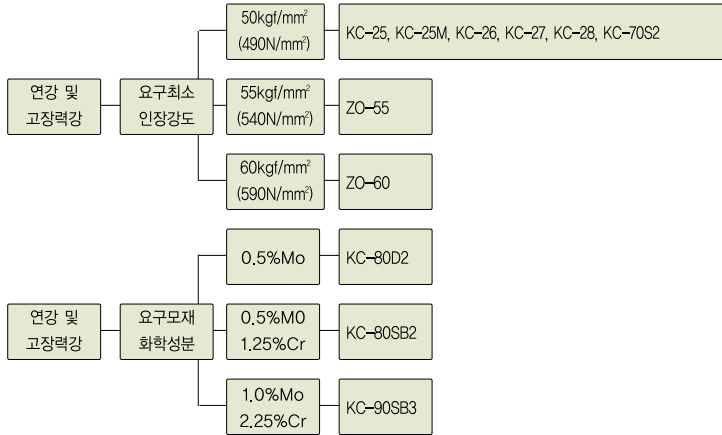 50kgf/mm²
(490N/mm²)
KC-25, KC-25M, KC-26, KC-27, KC-28, KC-70S2
연강 및
고장력강
요구최소
인장강도
55kgf/mm²
(540N/mm²)
ZO-55
60kgf/mm²
(590N/mm²)
ZO-60
0.5%Mo
KC-80D2
연강 및
고장력강
요구모재
화학성분
0.5%M0
1.25%Cr
KC-80SB2
1.0%Mo
2.25%Cr
KC-90SB3